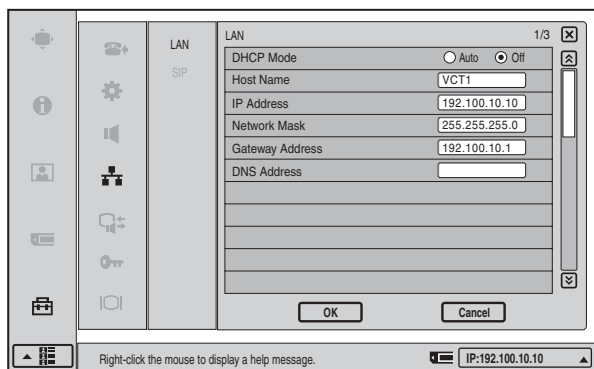 LAN
SIP
LAN 1/3
DHCP Mode Auto Off
Host Name VCT1
IP Address 192.100.10.10
Network Mask 255.255.255.0
Gateway Address 192.100.10.1
DNS Address
OK Cancel
Right-click the mouse to display a help message. IP:192.100.10.10